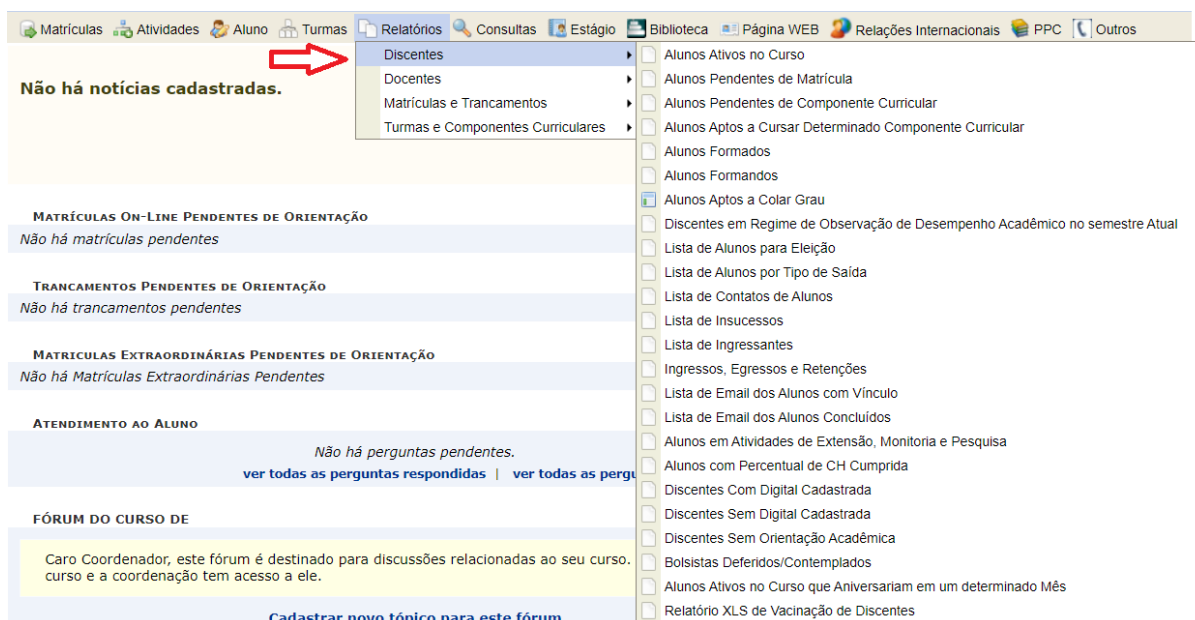 Matrículas Atividades Aluno Turmas Relatórios Consultas Estágio Biblioteca Página WEB Relações Internacionais PPC Outros
Não há notícias cadastradas.
Discentes
Docentes
Matrículas e Trancamentos
Turmas e Componentes Curriculares
Alunos Ativos no Curso
Alunos Pendentes de Matrícula
Alunos Pendentes de Componente Curricular
Alunos Aptos a Cursar Determinado Componente Curricular
Alunos Formados
Alunos Formandos
Alunos Aptos a Colar Grau
Discentes em Regime de Observação de Desempenho Acadêmico no semestre Atual
Lista de Alunos para Eleição
Lista de Alunos por Tipo de Saída
Lista de Contatos de Alunos
Lista de Insucessos
Lista de Ingressantes
Ingressos, Egressos e Retenções
Lista de Email dos Alunos com Vínculo
Lista de Email dos Alunos Concluídos
Alunos em Atividades de Extensão, Monitoria e Pesquisa
Alunos com Percentual de CH Cumprida
Discentes Com Digital Cadastrada
Discentes Sem Digital Cadastrada
Discentes Sem Orientação Acadêmica
Bolsistas Deferidos/Contemplados
Alunos Ativos no Curso que Aniversariam em um determinado Mês
Relatório XLS de Vacinação de Discentes
Matrículas On-Line Pendentes de Orientação
Não há matrículas pendentes
Trancamentos Pendentes de Orientação
Não há trancamentos pendentes
Matriculas Extraordinárias Pendentes de Orientação
Não há Matrículas Extraordinárias Pendentes
Atendimento ao Aluno
Não há perguntas pendentes.
ver todas as perguntas respondidas | ver todas as pergu
FÓRUM DO CURSO DE
Caro Coordenador, este fórum é destinado para discussões relacionadas ao seu curso.
curso e a coordenação tem acesso a ele.
Cadastrar novo tópico para este fórum